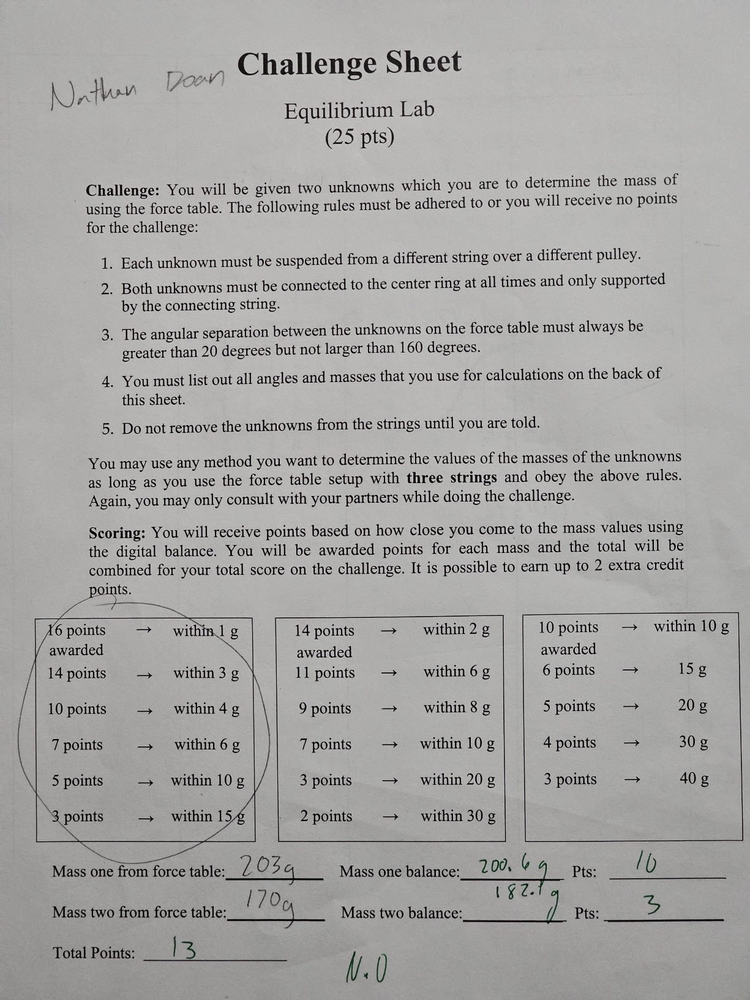 Challenge Sheet
Nathan Doan
Equilibrium Lab
(25 pts)
Challenge: You will be given two unknowns which you are to determine the mass of
using the force table. The following rules must be adhered to or you will receive no points
for the challenge:
1. Each unknown must be suspended from a different string over a different pulley.
2. Both unknowns must be connected to the center ring at all times and only supported
by the connecting string.
3. The angular separation between the unknowns on the force table must always be
greater than 20 degrees but not larger than 160 degrees.
4. You must list out all angles and masses that you use for calculations on the back of
this sheet.
5. Do not remove the unknowns from the strings until you are told.
You may use any method you want to determine the values of the masses of the unknowns
as long as you use the force table setup with three strings and obey the above rules.
Again, you may only consult with your partners while doing the challenge.
Scoring: You will receive points based on how close you come to the mass values using
the digital balance. You will be awarded points for each mass and the total will be
combined for your total score on the challenge. It is possible to earn up to 2 extra credit
points.
16 points → within 1 g
awarded
14 points → within 3 g
10 points → within 4 g
7 points → within 6 g
5 points → within 10 g
3 points → within 15 g
14 points → within 2 g
awarded
11 points → within 6 g
9 points → within 8 g
7 points → within 10 g
3 points → within 20 g
2 points → within 30 g
10 points → within 10 g
awarded
6 points → 15 g
5 points → 20 g
4 points → 30 g
3 points → 40 g
Mass one from force table: 203g Mass one balance: 200.6g Pts: 10
Mass two from force table: 170g Mass two balance: 182.1g Pts: 3
Total Points: 13
N.O